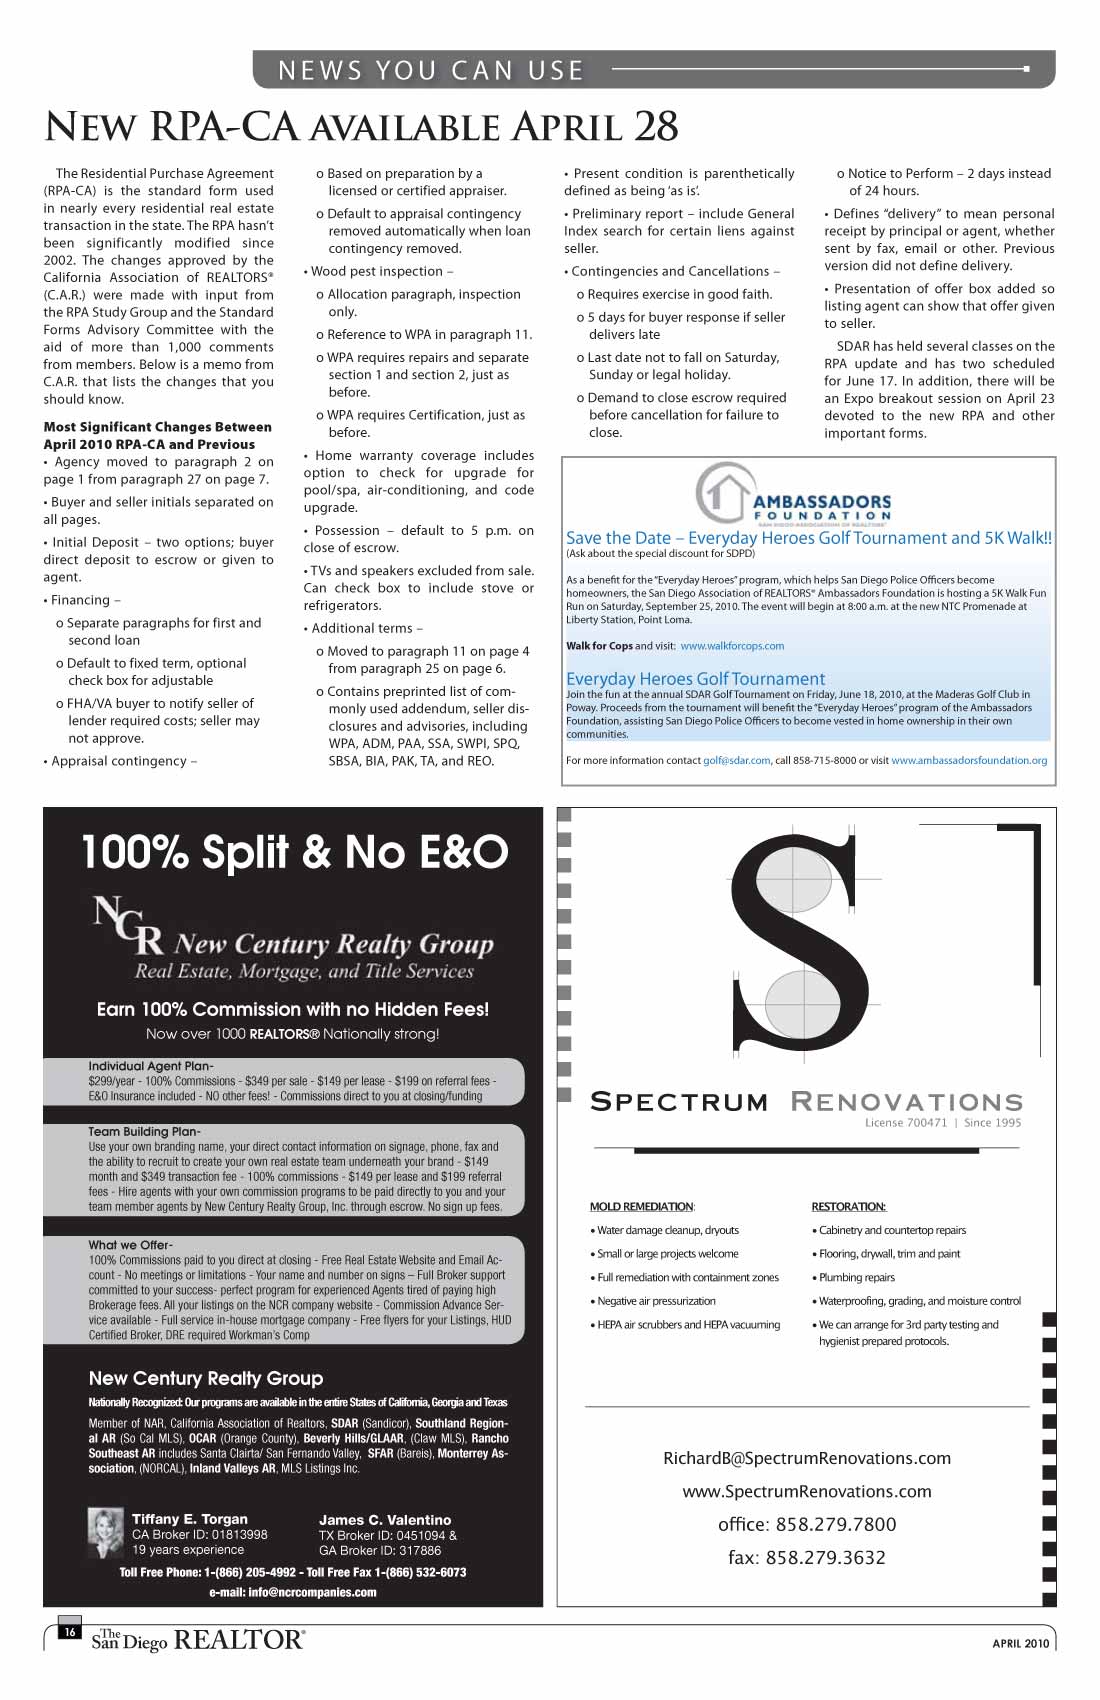 NEWS YOU CAN USE
New RPA-CA available April 28
The Residential Purchase Agreement
(RPA-CA) is the standard form used
in nearly every residential real estate
transaction in the state. The RPA hasn't
been significantly modified since
2002. The changes approved by the
California Association of REALTORS®
(C.A.R.) were made with input from
the RPA Study Group and the Standard
Forms Advisory Committee with the
aid of more than 1,000 comments
from members. Below is a memo from
C.A.R. that lists the changes that you
should know.
Most Significant Changes Between
April 2010 RPA-CA and Previous
• Agency moved to paragraph 2 on
page 1 from paragraph 27 on page 7.
• Buyer and seller initials separated on
all pages.
• Initial Deposit – two options; buyer
direct deposit to escrow or given to
agent.
• Financing –
o Separate paragraphs for first and
second loan
o Default to fixed term, optional
check box for adjustable
o FHA/VA buyer to notify seller of
lender required costs; seller may
not approve.
• Appraisal contingency –
o Based on preparation by a
licensed or certified appraiser.
o Default to appraisal contingency
removed automatically when loan
contingency removed.
• Wood pest inspection –
o Allocation paragraph, inspection
only.
o Reference to WPA in paragraph 11.
o WPA requires repairs and separate
section 1 and section 2, just as
before.
o WPA requires Certification, just as
before.
• Home warranty coverage includes
option to check for upgrade for
pool/spa, air-conditioning, and code
upgrade.
• Possession – default to 5 p.m. on
close of escrow.
• TVs and speakers excluded from sale.
Can check box to include stove or
refrigerators.
• Additional terms –
o Moved to paragraph 11 on page 4
from paragraph 25 on page 6.
o Contains preprinted list of com-
monly used addendum, seller dis-
closures and advisories, including
WPA, ADM, PAA, SSA, SWPI, SPQ,
SBSA, BIA, PAK, TA, and REO.
• Present condition is parenthetically
defined as being 'as is'.
• Preliminary report – include General
Index search for certain liens against
seller.
• Contingencies and Cancellations –
o Requires exercise in good faith.
o 5 days for buyer response if seller
delivers late
o Last date not to fall on Saturday,
Sunday or legal holiday.
o Demand to close escrow required
before cancellation for failure to
close.
o Notice to Perform – 2 days instead
of 24 hours.
• Defines “delivery” to mean personal
receipt by principal or agent, whether
sent by fax, email or other. Previous
version did not define delivery.
• Presentation of offer box added so
listing agent can show that offer given
to seller.
SDAR has held several classes on the
RPA update and has two scheduled
for June 17. In addition, there will be
an Expo breakout session on April 23
devoted to the new RPA and other
important forms.
AMBASSADORS
FOUNDATION
SAN DIEGO ASSOCIATION OF REALTORS®
Save the Date – Everyday Heroes Golf Tournament and 5K Walk!!
(Ask about the special discount for SDPD)
As a benefit for the “Everyday Heroes” program, which helps San Diego Police Officers become
homeowners, the San Diego Association of REALTORS® Ambassadors Foundation is hosting a 5K Walk Fun
Run on Saturday, September 25, 2010. The event will begin at 8:00 a.m. at the new NTC Promenade at
Liberty Station, Point Loma.
Walk for Cops and visit: www.walkforcops.com
Everyday Heroes Golf Tournament
Join the fun at the annual SDAR Golf Tournament on Friday, June 18, 2010, at the Maderas Golf Club in
Poway. Proceeds from the tournament will benefit the “Everyday Heroes” program of the Ambassadors
Foundation, assisting San Diego Police Officers to become vested in home ownership in their own
communities.
For more information contact golf@sdar.com, call 858-715-8000 or visit www.ambassadorsfoundation.org
100% Split & No E&O
NCR New Century Realty Group
Real Estate, Mortgage, and Title Services
Earn 100% Commission with no Hidden Fees!
Now over 1000 REALTORS® Nationally strong!
Individual Agent Plan-
$299/year - 100% Commissions - $349 per sale - $149 per lease - $199 on referral fees -
E&O Insurance included - NO other fees! - Commissions direct to you at closing/funding
Team Building Plan-
Use your own branding name, your direct contact information on signage, phone, fax and
the ability to recruit to create your own real estate team underneath your brand - $149
month and $349 transaction fee - 100% commissions - $149 per lease and $199 referral
fees - Hire agents with your own commission programs to be paid directly to you and your
team member agents by New Century Realty Group, Inc. through escrow. No sign up fees.
What we Offer-
100% Commissions paid to you direct at closing - Free Real Estate Website and Email Ac-
count - No meetings or limitations - Your name and number on signs – Full Broker support
committed to your success- perfect program for experienced Agents tired of paying high
Brokerage fees. All your listings on the NCR company website - Commission Advance Ser-
vice available - Full service in-house mortgage company - Free flyers for your Listings, HUD
Certified Broker, DRE required Workman's Comp
New Century Realty Group
Nationally Recognized: Our programs are available in the entire States of California, Georgia and Texas
Member of NAR, California Association of Realtors, SDAR (Sandicor), Southland Region-
al AR (So Cal MLS), OCAR (Orange County), Beverly Hills/GLAAR, (Claw MLS), Rancho
Southeast AR includes Santa Clairta/ San Fernando Valley, SFAR (Bareis), Monterrey As-
sociation, (NORCAL), Inland Valleys AR, MLS Listings Inc.
Tiffany E. Torgan
CA Broker ID: 01813998
19 years experience
James C. Valentino
TX Broker ID: 0451094 &
GA Broker ID: 317886
Toll Free Phone: 1-(866) 205-4992 - Toll Free Fax 1-(866) 532-6073
e-mail: info@ncrcompanies.com
S
Spectrum Renovations
License 700471 | Since 1995
MOLD REMEDIATION:
• Water damage cleanup, dryouts
• Small or large projects welcome
• Full remediation with containment zones
• Negative air pressurization
• HEPA air scrubbers and HEPA vacuuming
RESTORATION:
• Cabinetry and countertop repairs
• Flooring, drywall, trim and paint
• Plumbing repairs
• Waterproofing, grading, and moisture control
• We can arrange for 3rd party testing and
hygienist prepared protocols.
RichardB@SpectrumRenovations.com
www.SpectrumRenovations.com
office: 858.279.7800
fax: 858.279.3632
16
The San Diego REALTOR®
APRIL 2010